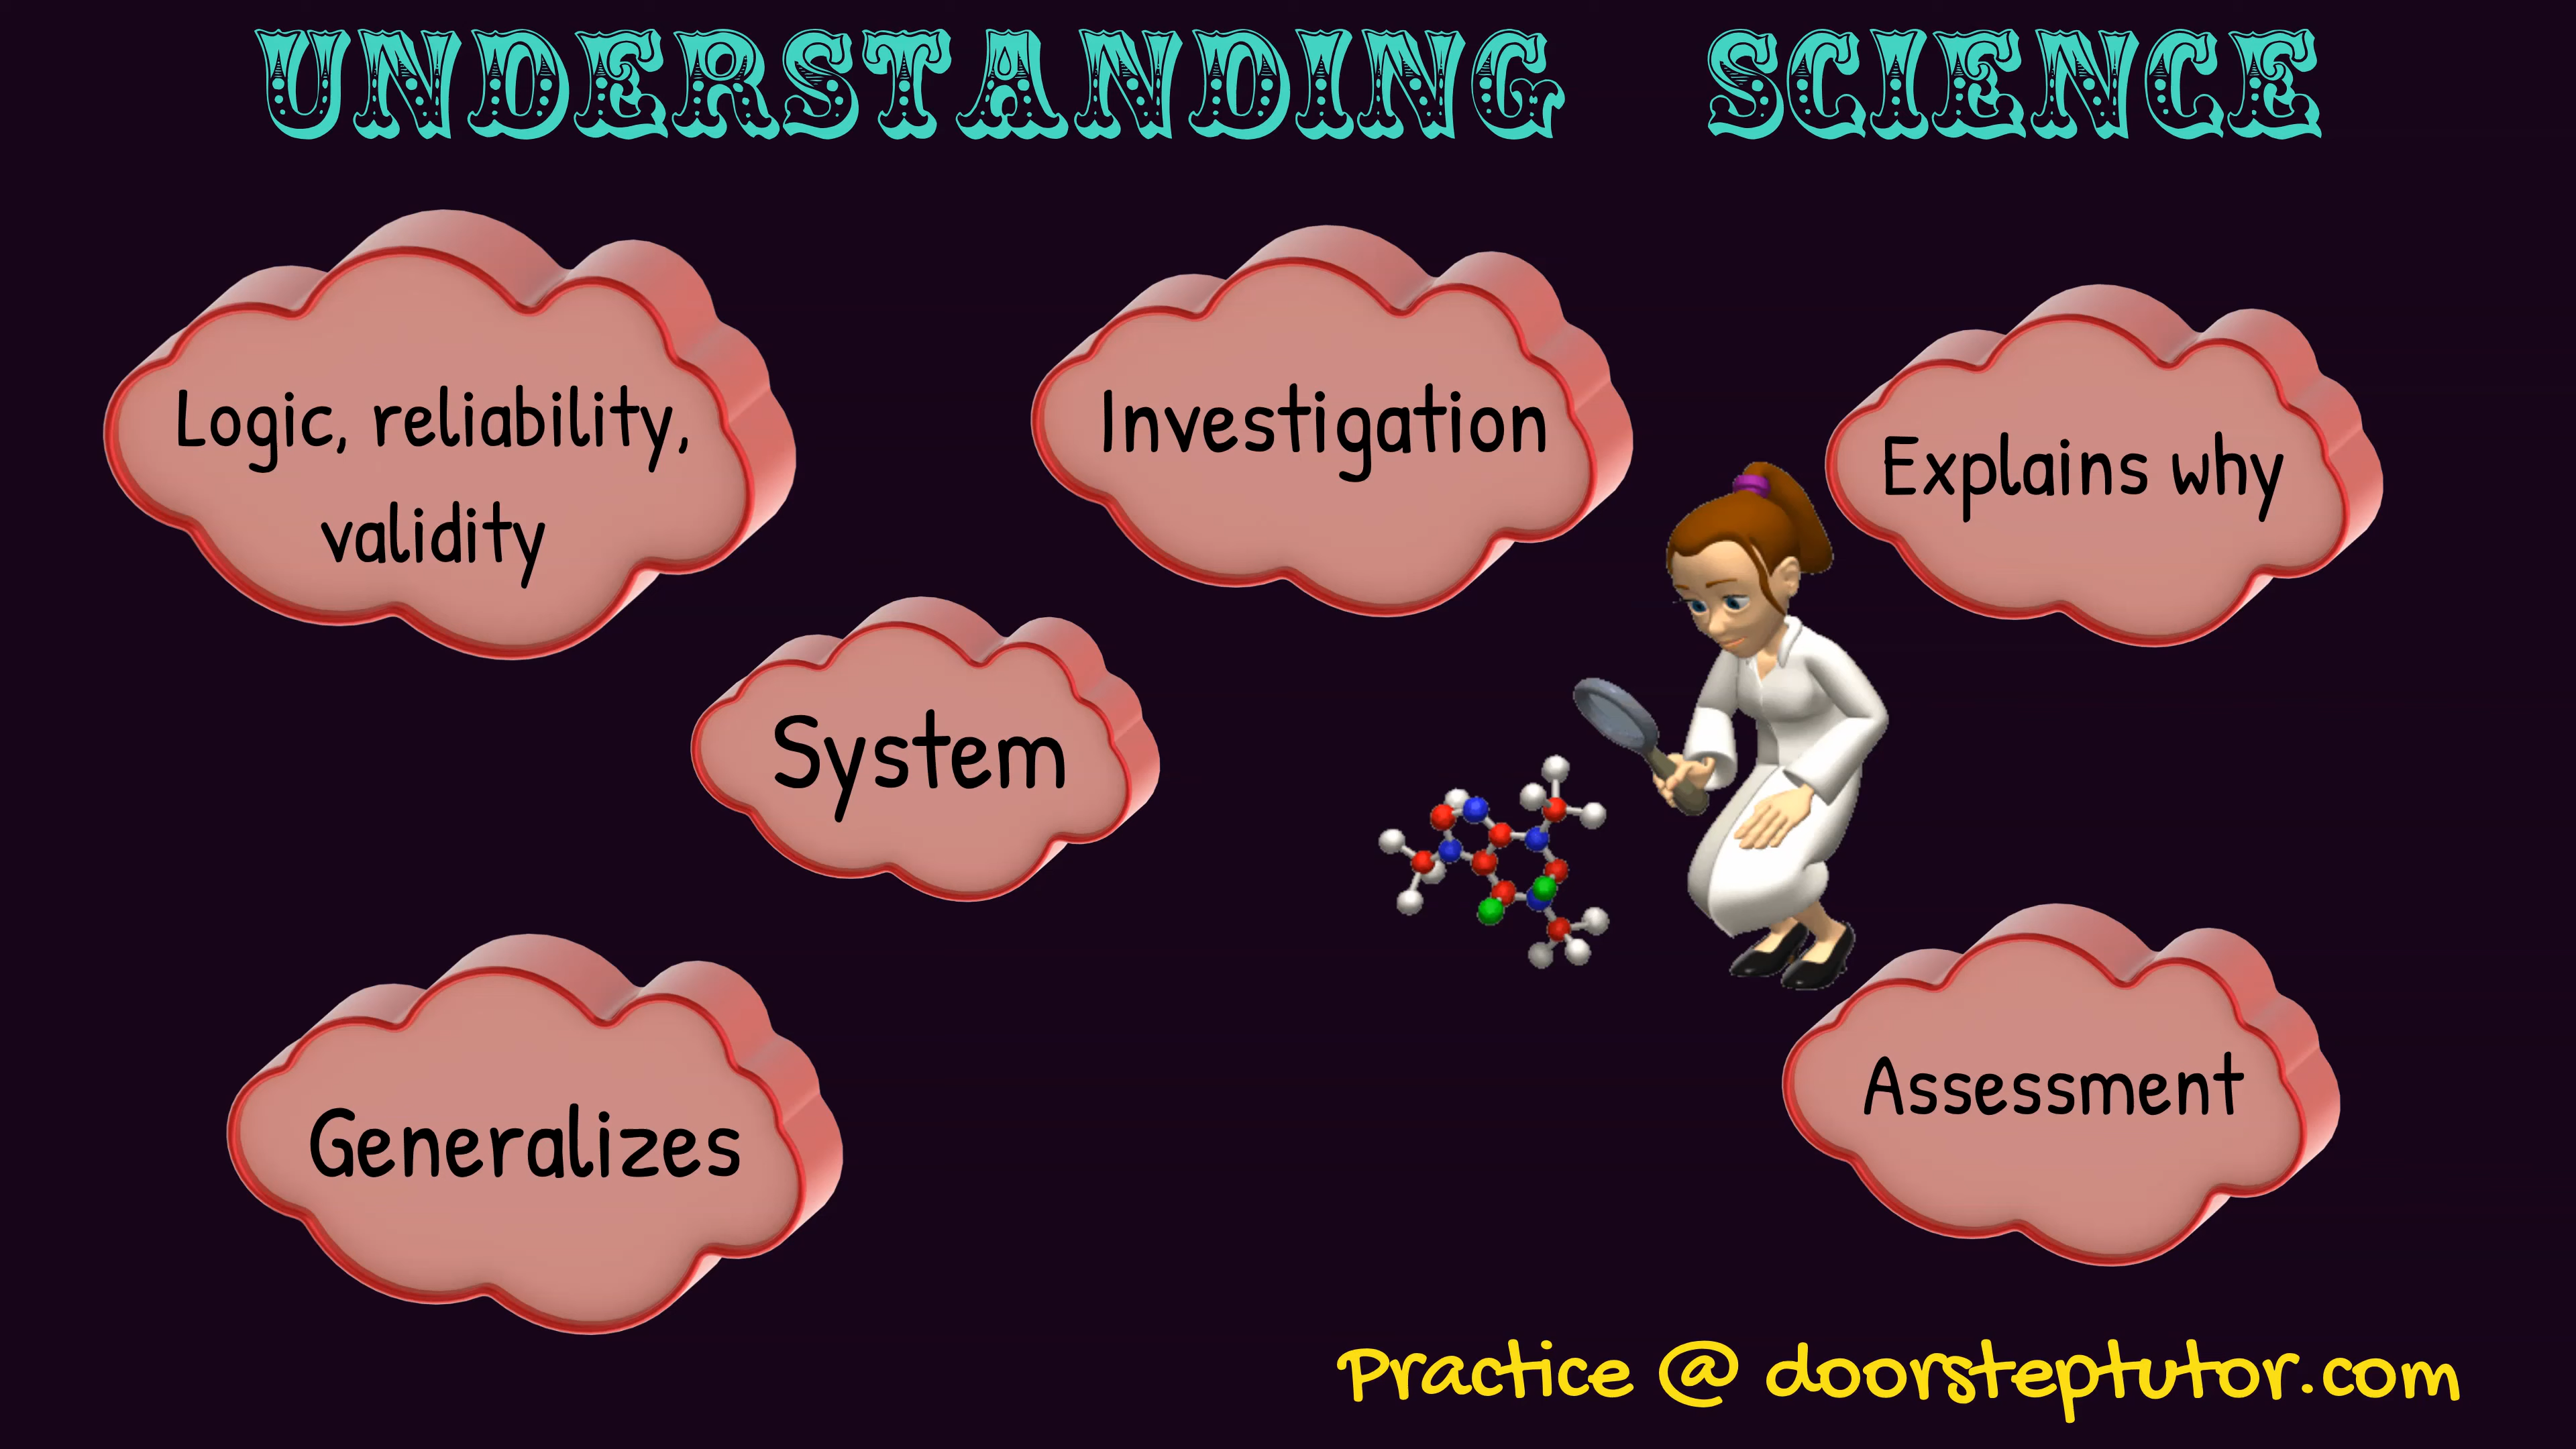 UNDERSTANDING SCIENCE
Logic, reliability,
validity
Investigation
Explains why
System
Generalizes
Assessment
Practice @ doorsteptutor.com